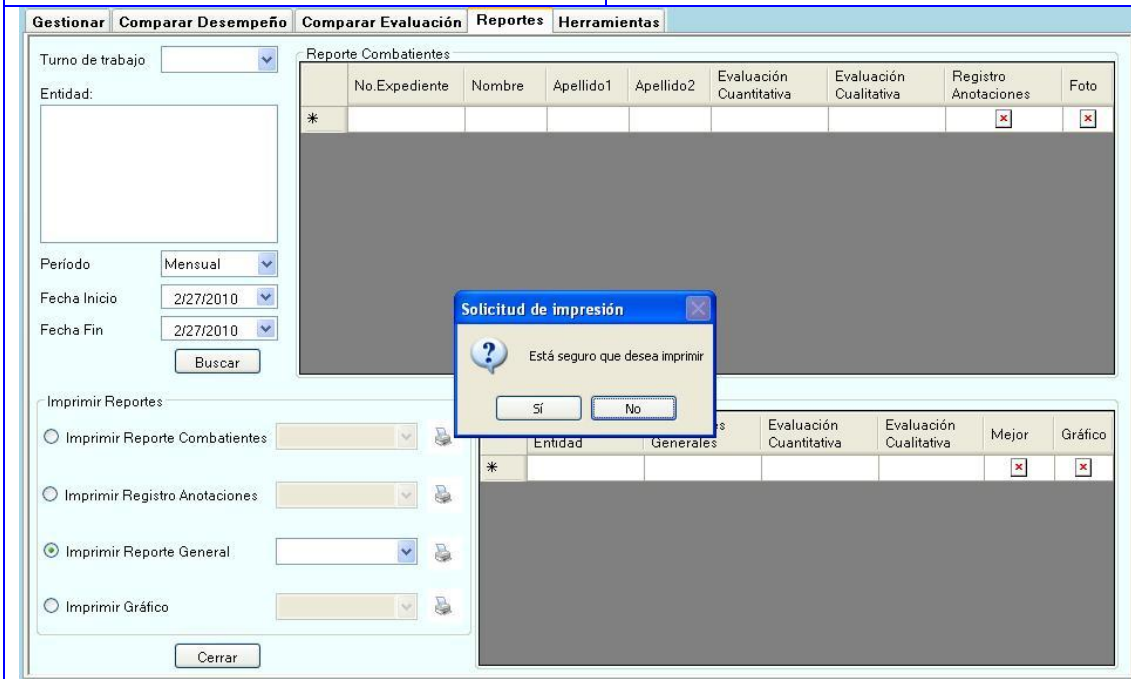 Gestionar Comparar Desempeño Comparar Evaluación Reportes Herramientas
Turno de trabajo
Entidad:
Período Mensual
Fecha Inicio 2/27/2010
Fecha Fin 2/27/2010
Buscar
Reporte Combatientes
No.Expediente Nombre Apellido1 Apellido2 Evaluación Cuantitativa Evaluación Cualitativa Registro Anotaciones Foto
*
Solicitud de impresión
Está seguro que desea imprimir
Sí No
Imprimir Reportes
Imprimir Reporte Combatientes
Imprimir Registro Anotaciones
Imprimir Reporte General
Imprimir Gráfico
Cerrar
Entidad Generales Evaluación Cuantitativa Evaluación Cualitativa Mejor Gráfico
*